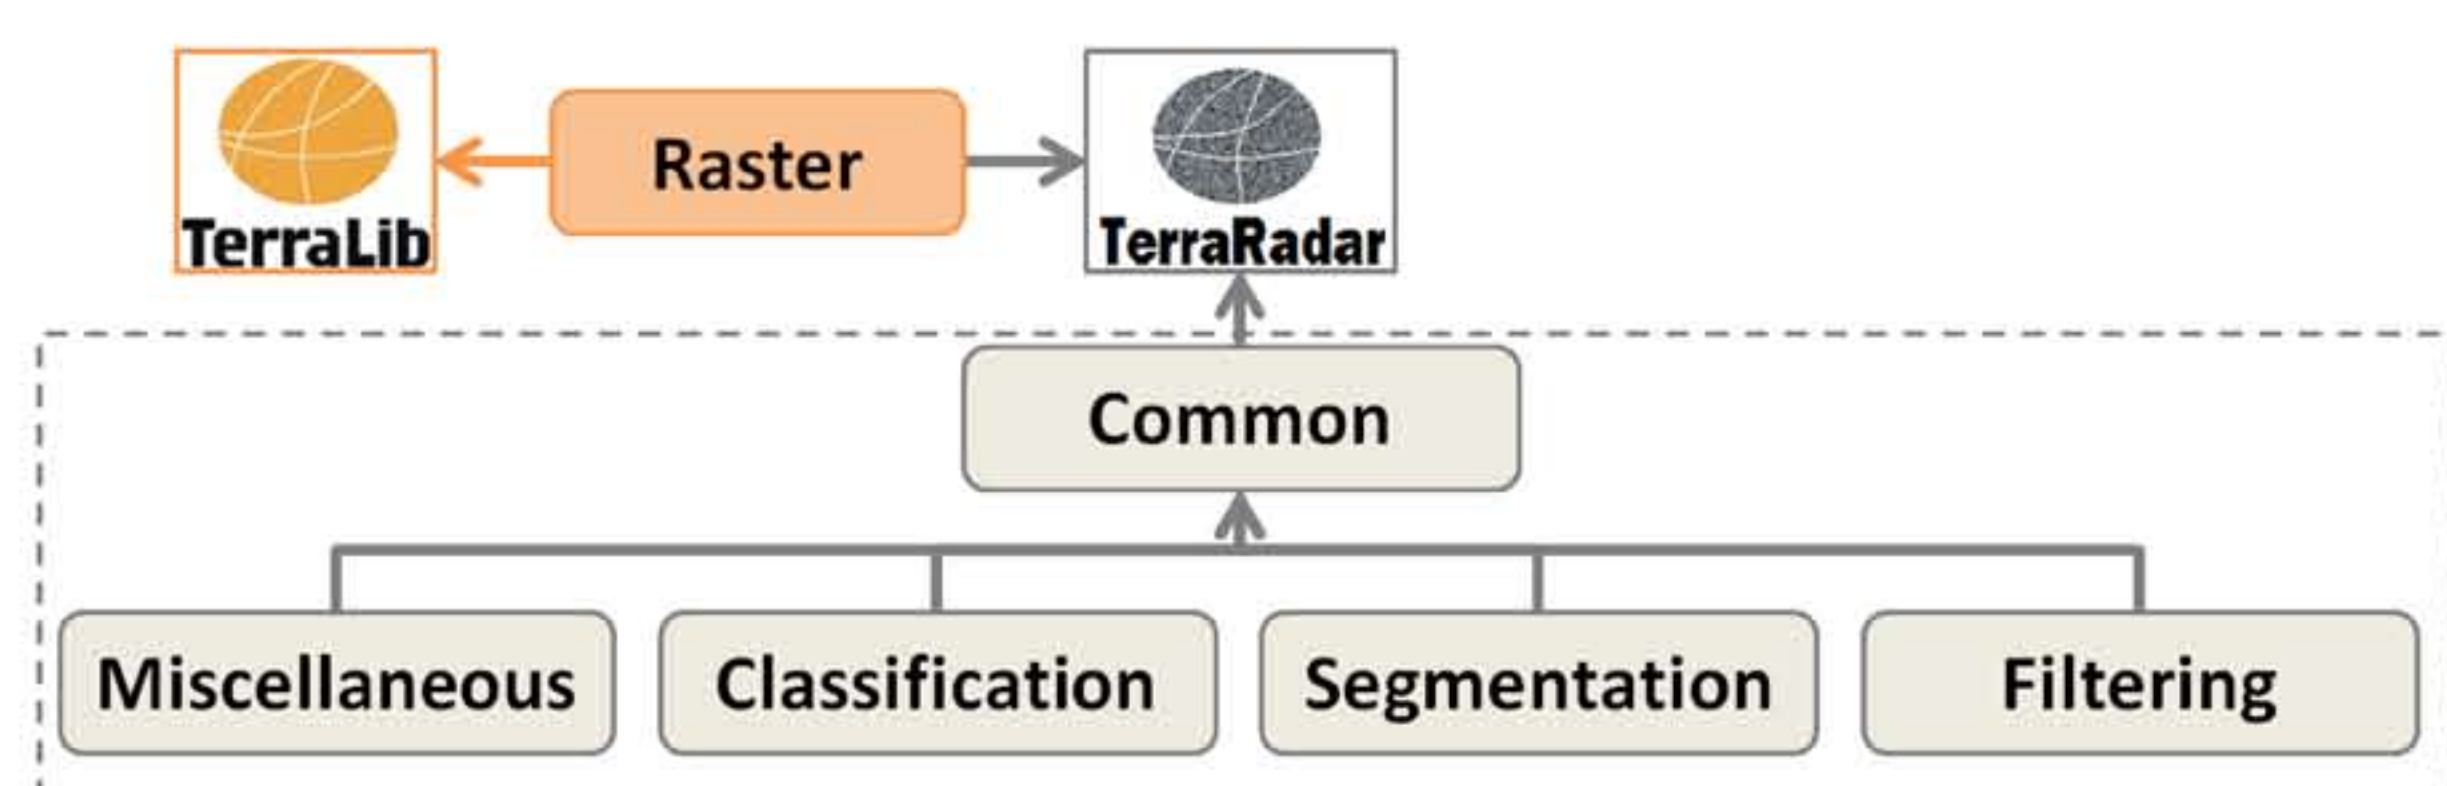 Raster
TerraLib
TerraRadar
Common
Miscellaneous
Classification
Segmentation
Filtering